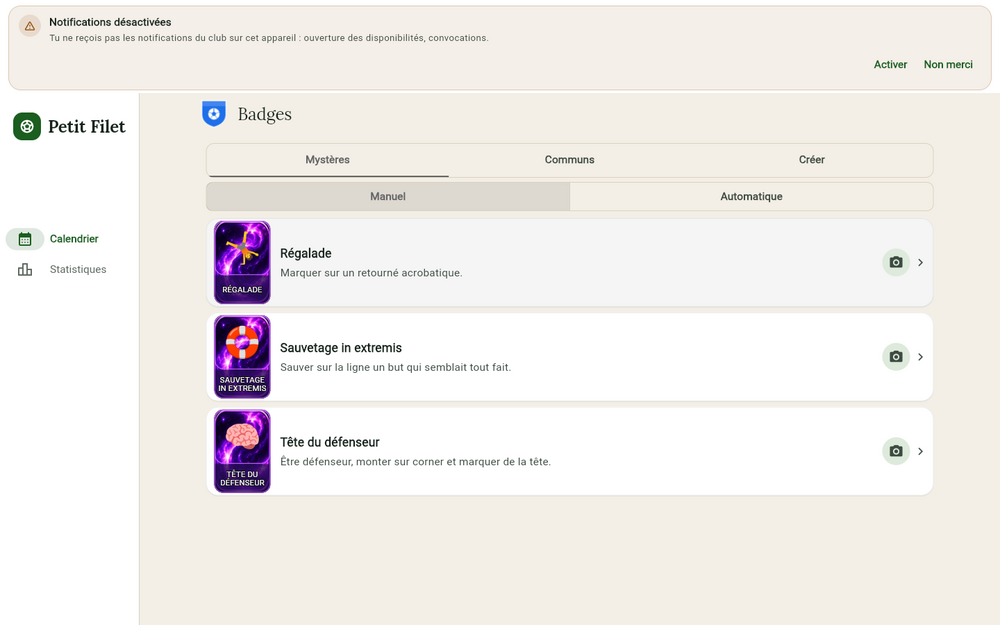 Notifications désactivées
Tu ne reçois pas les notifications du club sur cet appareil : ouverture des disponibilités, convocations.
Activer
Non merci
Petit Filet
Badges
Mystères
Communs
Créer
Manuel
Automatique
Calendrier
Statistiques
RÉGALADE
Régalade
Marquer sur un retourné acrobatique.
SAUVETAGE
IN EXTREMIS
Sauvetage in extremis
Sauver sur la ligne un but qui semblait tout fait.
TÊTE DU
DÉFENSEUR
Tête du défenseur
Être défenseur, monter sur corner et marquer de la tête.